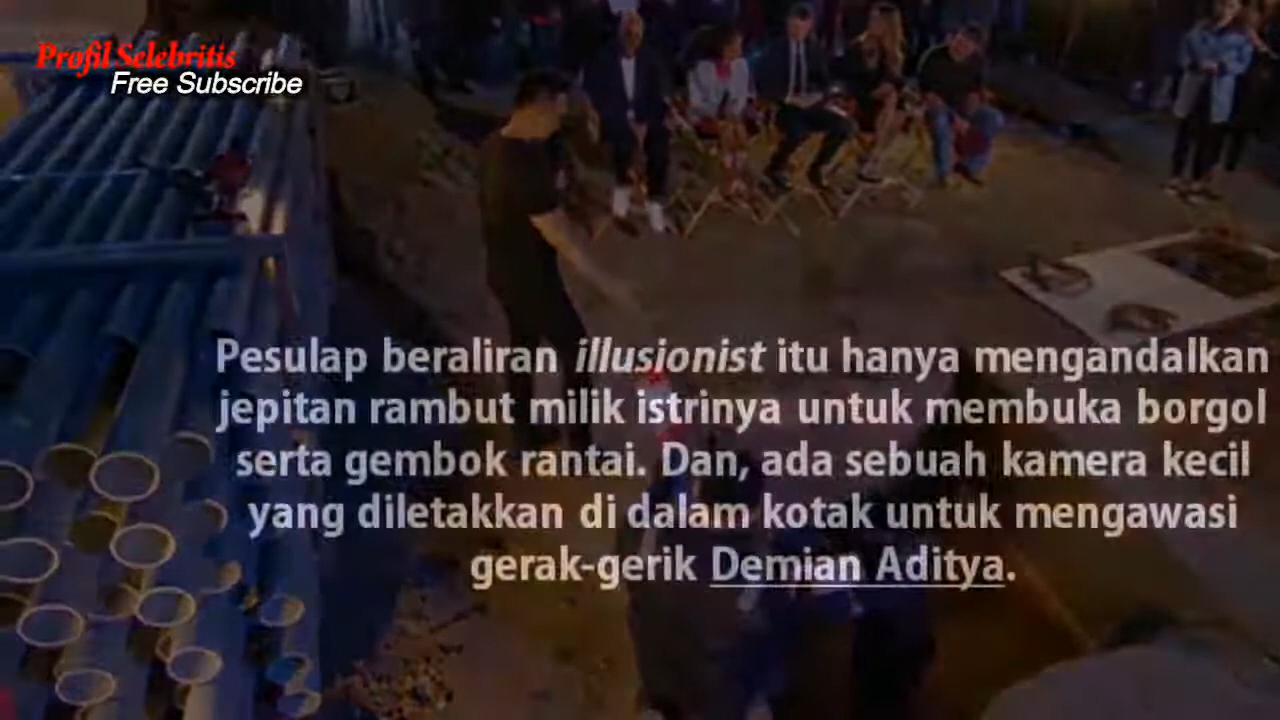 Profil Selebritis
Free Subscribe
Pesulap beraliran illusionist itu hanya mengandalkan
jepitan rambut milik istrinya untuk membuka borgol
serta gembok rantai. Dan, ada sebuah kamera kecil
yang diletakkan di dalam kotak untuk mengawasi
gerak-gerik Demian Aditya.